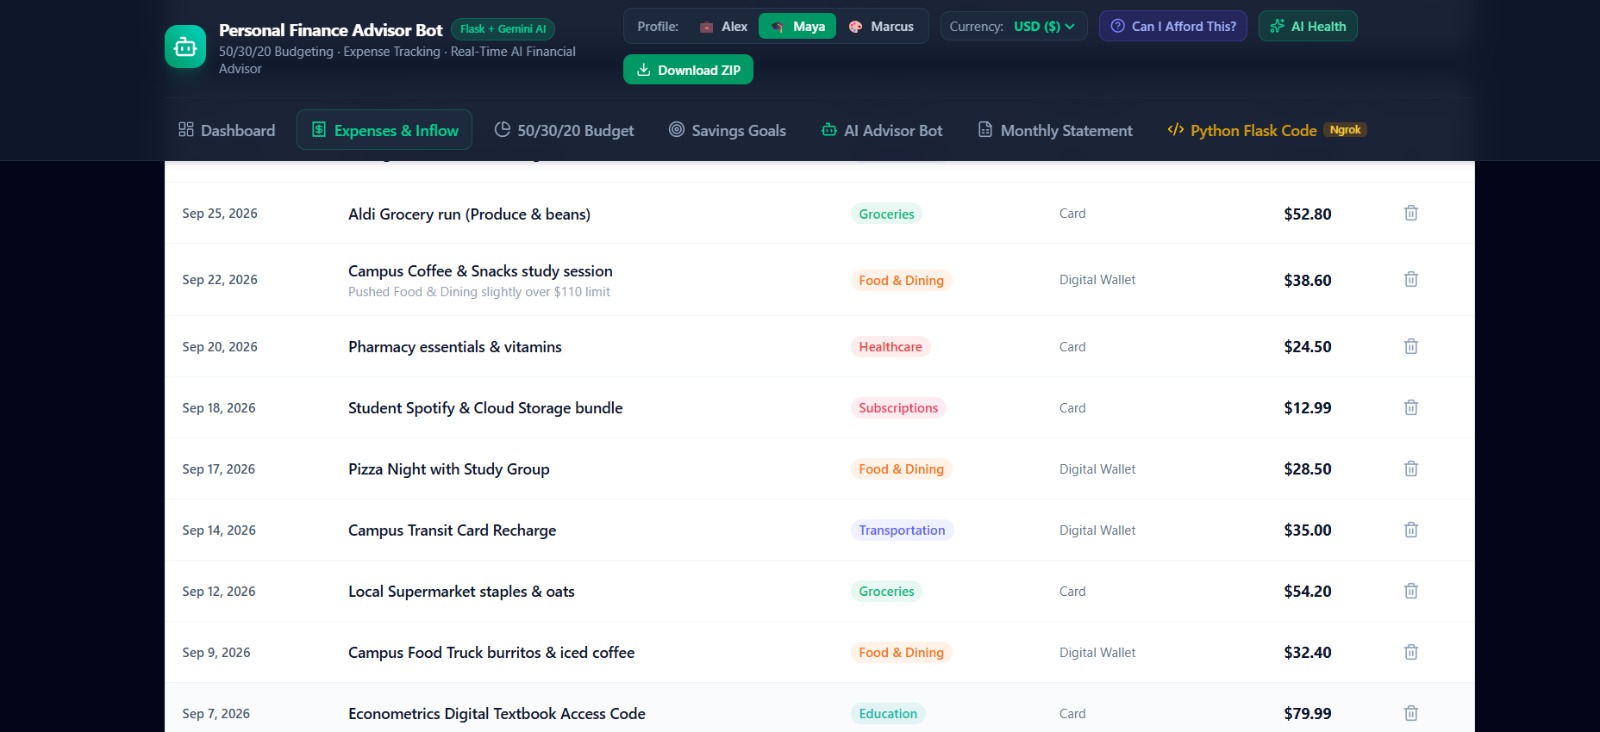 Personal Finance Advisor Bot Flask + Gemini AI
50/30/20 Budgeting · Expense Tracking · Real-Time AI Financial
Advisor
Profile: Alex Maya Marcus Currency: USD ($) Can I Afford This? AI Health
Download ZIP
Dashboard Expenses & Inflow 50/30/20 Budget Savings Goals AI Advisor Bot Monthly Statement Python Flask Code Ngrok
Sep 25, 2026 Aldi Grocery run (Produce & beans) Groceries Card $52.80
Sep 22, 2026 Campus Coffee & Snacks study session Food & Dining Digital Wallet $38.60
Pushed Food & Dining slightly over $110 limit
Sep 20, 2026 Pharmacy essentials & vitamins Healthcare Card $24.50
Sep 18, 2026 Student Spotify & Cloud Storage bundle Subscriptions Card $12.99
Sep 17, 2026 Pizza Night with Study Group Food & Dining Digital Wallet $28.50
Sep 14, 2026 Campus Transit Card Recharge Transportation Digital Wallet $35.00
Sep 12, 2026 Local Supermarket staples & oats Groceries Card $54.20
Sep 9, 2026 Campus Food Truck burritos & iced coffee Food & Dining Digital Wallet $32.40
Sep 7, 2026 Econometrics Digital Textbook Access Code Education Card $79.99